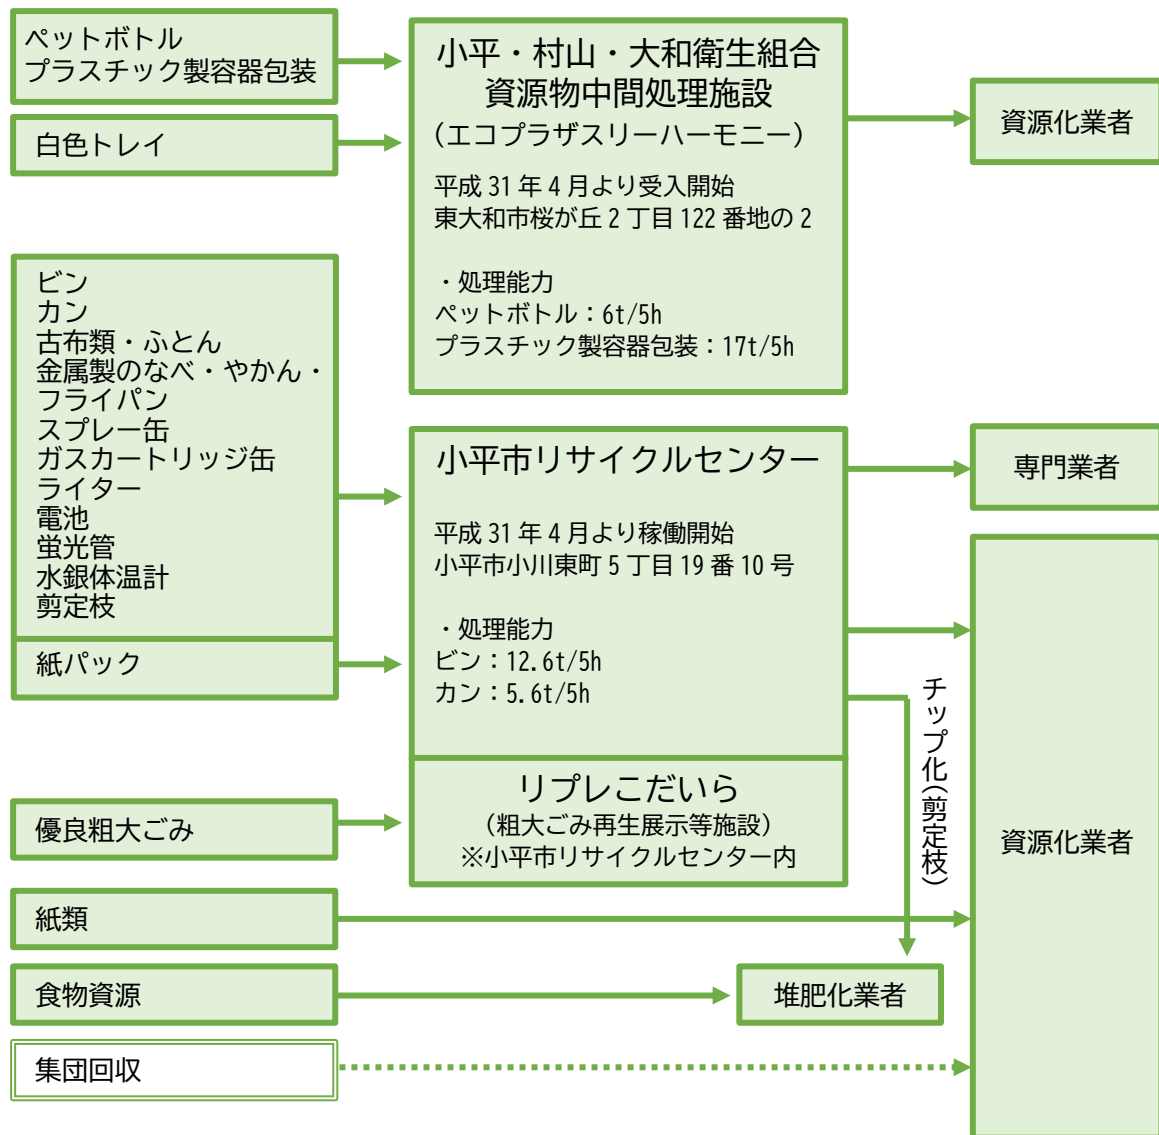 ペットボトル
プラスチック製容器包装
白色トレイ
小平・村山・大和衛生組合
資源物中間処理施設
(エコプラザスリーハーモニー)
平成 31 年 4 月より受入開始
東大和市桜が丘 2 丁目 122 番地の 2
・処理能力
ペットボトル：6t/5h
プラスチック製容器包装：17t/5h
資源化業者
ビン
カン
古布類・ふとん
金属製のなべ・やかん・
フライパン
スプレー缶
ガスカートリッジ缶
ライター
電池
蛍光管
水銀体温計
剪定枝
紙パック
小平市リサイクルセンター
平成 31 年 4 月より稼働開始
小平市小川東町 5 丁目 19 番 10 号
・処理能力
ビン：12.6t/5h
カン：5.6t/5h
専門業者
チップ化(剪定枝)
優良粗大ごみ
リプレこだいら
(粗大ごみ再生展示等施設)
※小平市リサイクルセンター内
資源化業者
紙類
食物資源
堆肥化業者
集団回収